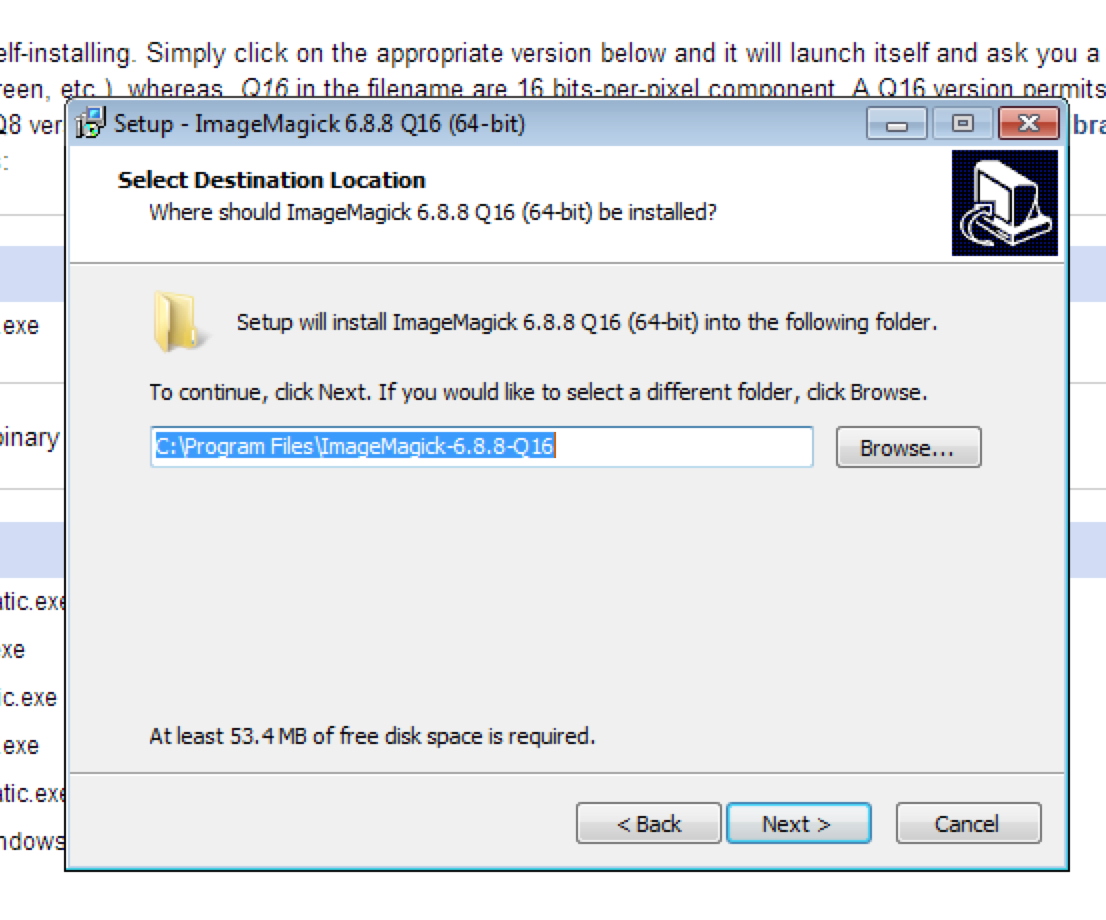 elf-installing. Simply click on the appropriate version below and it will launch itself and ask you a
reen, etc.), whereas, Q16 in the filename are 16 bits-per-pixel component. A Q16 version permits
Q8 ver
bra
:
Setup - ImageMagick 6.8.8 Q16 (64-bit)
Select Destination Location
Where should ImageMagick 6.8.8 Q16 (64-bit) be installed?
.exe
Setup will install ImageMagick 6.8.8 Q16 (64-bit) into the following folder.
To continue, click Next. If you would like to select a different folder, click Browse.
binary
C:\Program Files\ImageMagick-6.8.8-Q16
Browse...
atic.exe
xe
ic.exe
.exe
At least 53.4 MB of free disk space is required.
atic.exe
ndows
< Back
Next >
Cancel